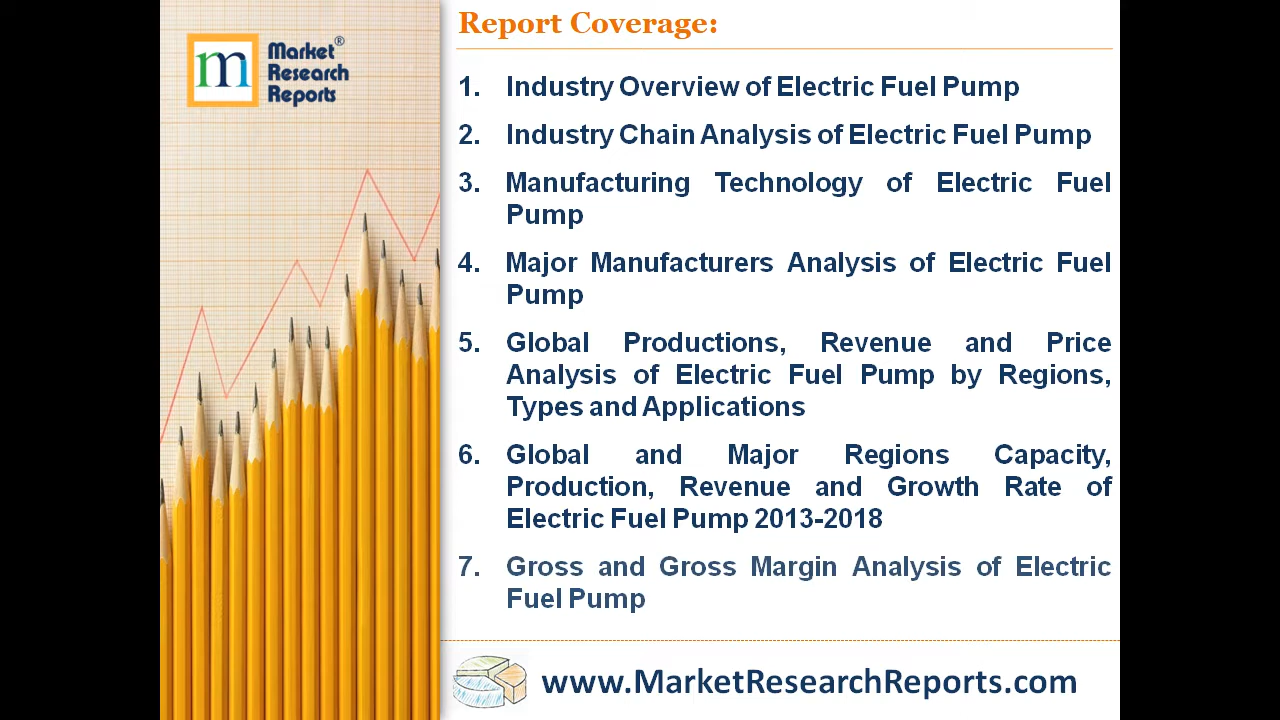 m
Market®
Research
Reports
Report Coverage:
1. Industry Overview of Electric Fuel Pump
2. Industry Chain Analysis of Electric Fuel Pump
3. Manufacturing Technology of Electric Fuel
Pump
4. Major Manufacturers Analysis of Electric Fuel
Pump
5. Global Productions, Revenue and Price
Analysis of Electric Fuel Pump by Regions,
Types and Applications
6. Global and Major Regions Capacity,
Production, Revenue and Growth Rate of
Electric Fuel Pump 2013-2018
7. Gross and Gross Margin Analysis of Electric
Fuel Pump
www.MarketResearchReports.com